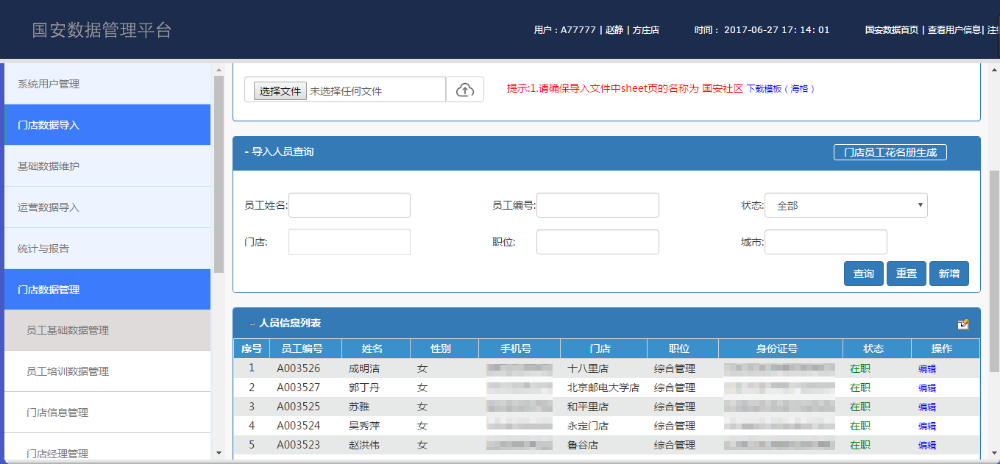 国安数据管理平台
用户：A77777 | 赵静 | 方庄店 时间： 2017-06-27 17: 14: 01 国安数据首页 | 查看用户信息| 注
系统用户管理
门店数据导入
基础数据维护
运营数据导入
统计与报告
门店数据管理
员工基础数据管理
员工培训数据管理
门店信息管理
门店经理管理
选择文件 未选择任何文件 提示:1.请确保导入文件中sheet页的名称为 国安社区 下载模板（海格）
- 导入人员查询 门店员工花名册生成
员工姓名: 员工编号: 状态: 全部
门店: 职位: 城市:
查询 重置 新增
→ 人员信息列表
序号 员工编号 姓名 性别 手机号 门店 职位 身份证号 状态 操作
1 A003526 成明洁 女 十八里店 综合管理 在职 编辑
2 A003527 郭丁丹 女 北京邮电大学店 综合管理 在职 编辑
3 A003525 苏雅 女 和平里店 综合管理 在职 编辑
4 A003524 吴秀萍 女 永定门店 综合管理 在职 编辑
5 A003523 赵洪伟 女 鲁谷店 综合管理 在职 编辑